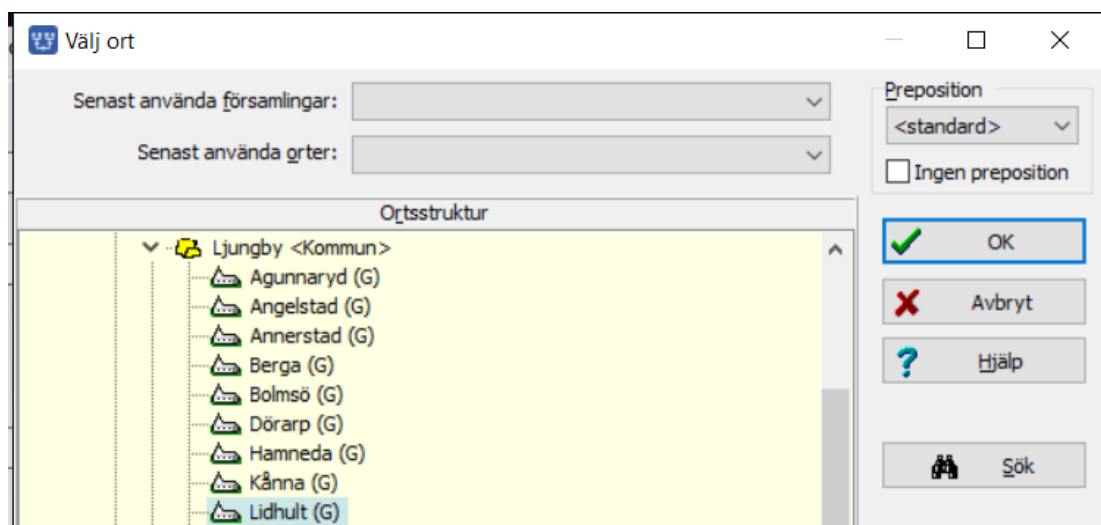 Välj ort
Senast använda församlingar:
Senast använda orter:
Preposition
<standard>
Ingen preposition
Ortsstruktur
Ljungby <Kommun>
Agunnaryd (G)
Angelstad (G)
Annerstad (G)
Berga (G)
Bolmsö (G)
Dörarp (G)
Hamneda (G)
Kånna (G)
Lidhult (G)
OK
Avbryt
Hjälp
Sök